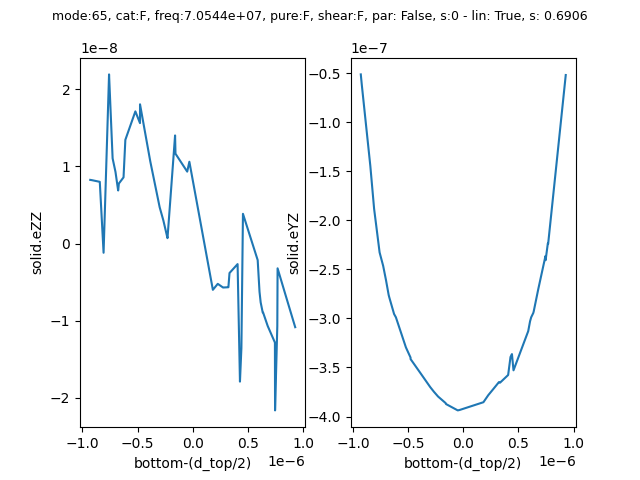 mode:65, cat:F, freq:7.0544e+07, pure:F, shear:F, par: False, s:0 - lin: True, s: 0.6906
1e−8
2
1
0
−1
−2
solid.eZZ
−1.0
−0.5
0.0
0.5
1.0
bottom-(d_top/2)
1e−6
1e−7
−0.5
−1.0
−1.5
−2.0
−2.5
−3.0
−3.5
−4.0
solid.eYZ
−1.0
−0.5
0.0
0.5
1.0
bottom-(d_top/2)
1e−6